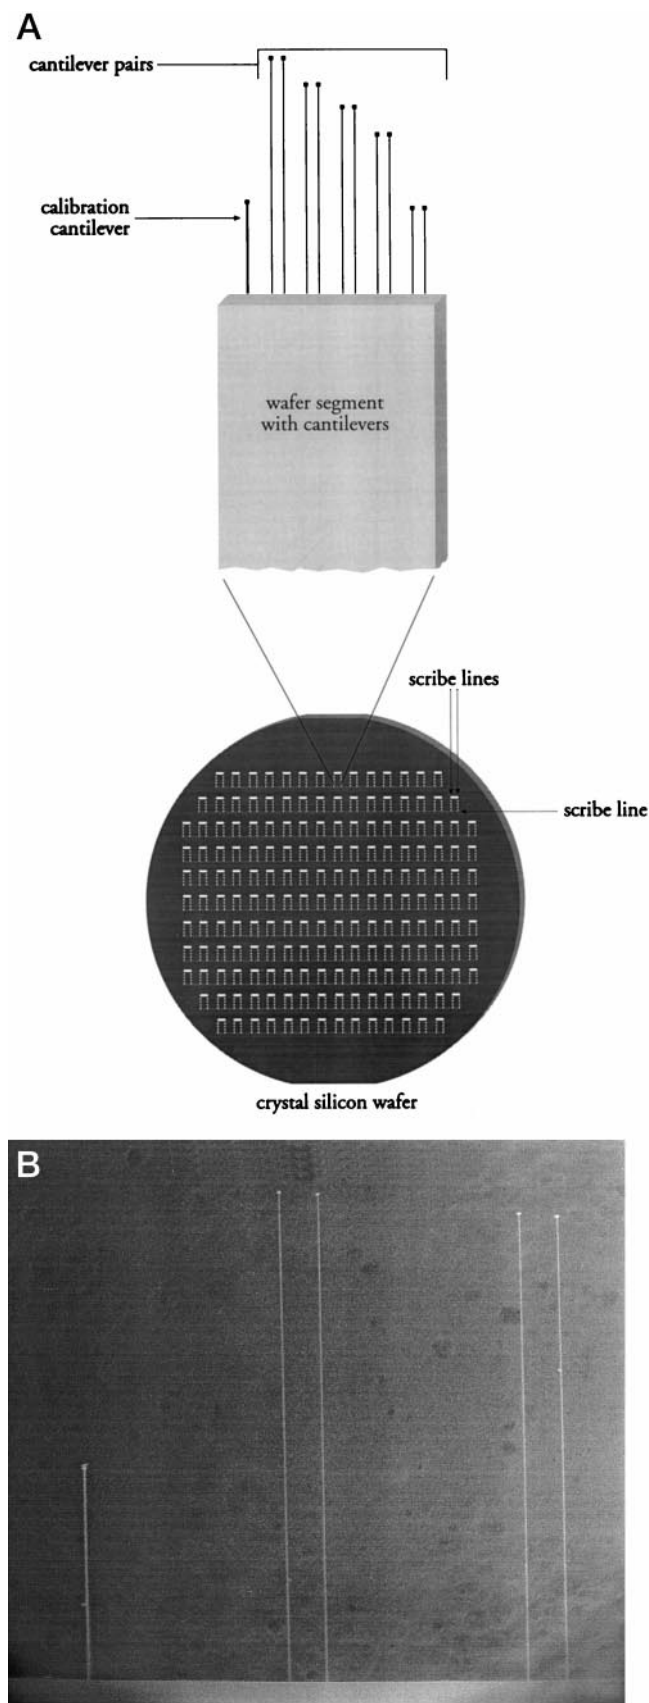 A
cantilever pairs
calibration
cantilever
wafer segment
with cantilevers
scribe lines
scribe line
crystal silicon wafer
B